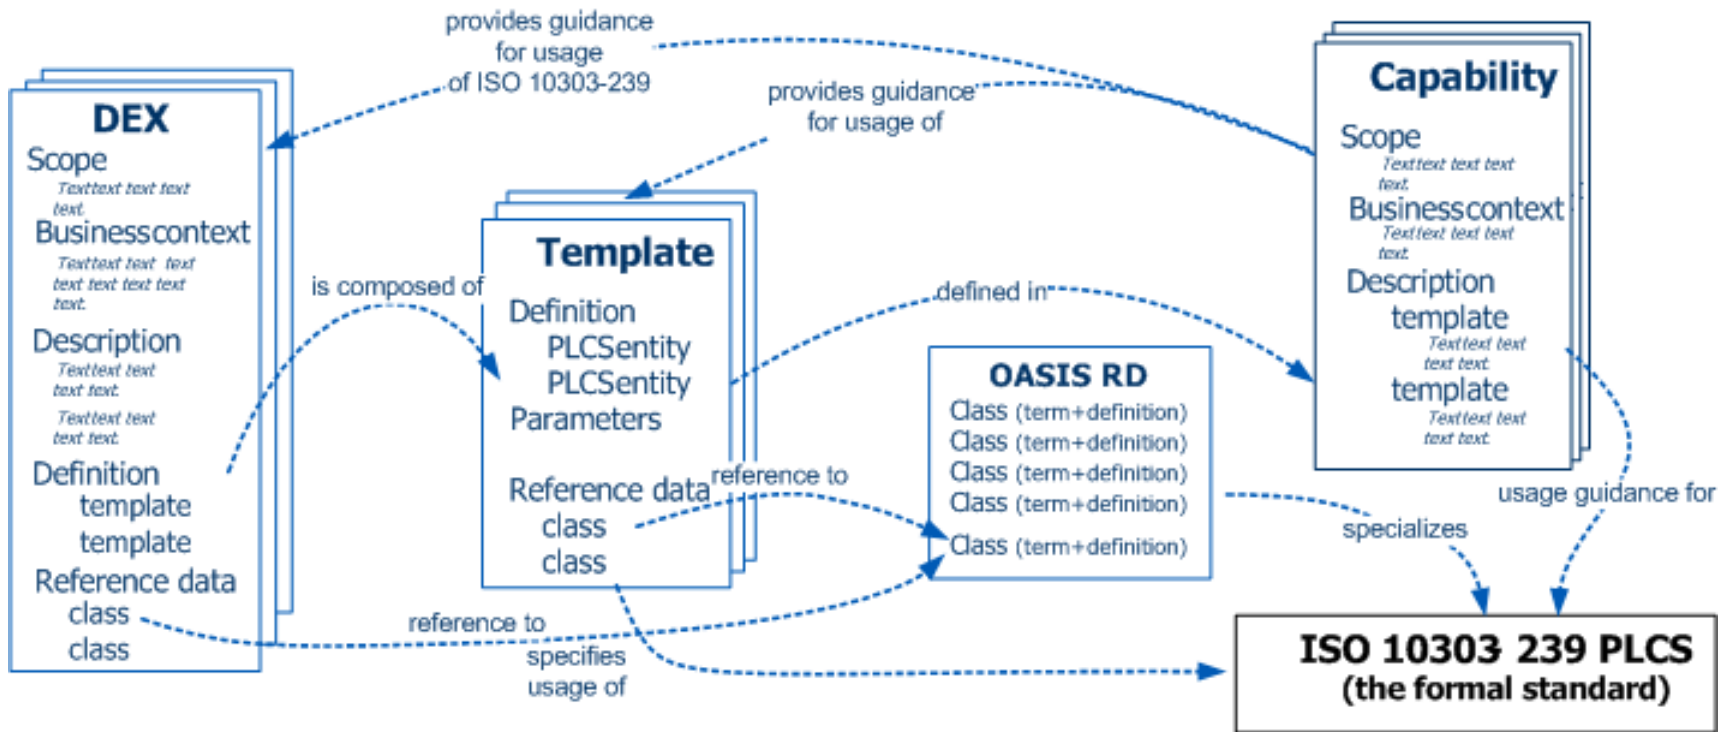 provides guidance
for usage
of ISO 10303-239
provides guidance
for usage of
DEX
Scope
Texttext text text
text.
Businesscontext
Texttext text text
text text text text
text.
Description
Texttext text
text text.
Texttext text
text text.
Definition
template
template
Reference data
class
class
is composed of
Template
Definition
PLCSentity
PLCSentity
Parameters
Reference data
class
class
defined in
reference to
reference to
specifies
usage of
OASIS RD
Class (term+definition)
Class (term+definition)
Class (term+definition)
Class (term+definition)
Class (term+definition)
Capability
Scope
Texttext text text
text.
Businesscontext
Texttext text text
text.
Description
template
Texttext text
text text.
template
Texttext text
text text.
usage guidance for
specializes
ISO 10303 239 PLCS
(the formal standard)